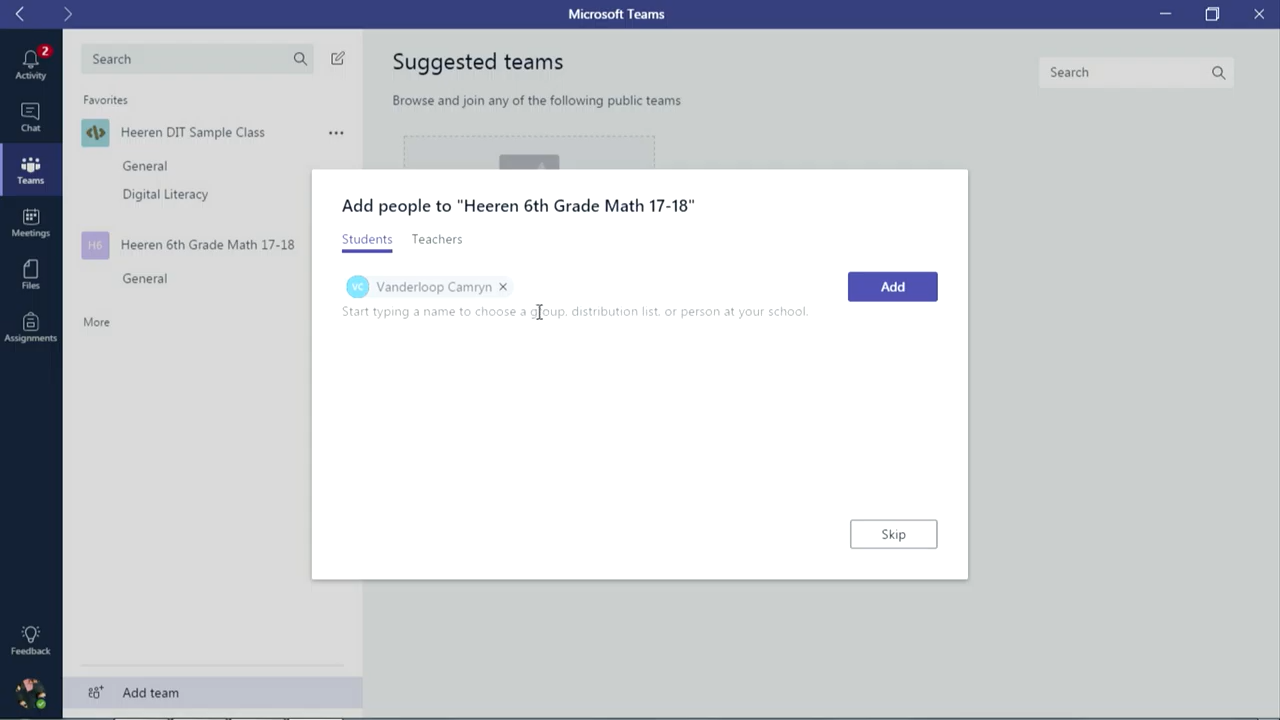 Microsoft Teams
2
Activity
Chat
Teams
Meetings
Files
Assignments
Feedback
Search
Favorites
Heeren DIT Sample Class
General
Digital Literacy
H6 Heeren 6th Grade Math 17-18
General
More
Add team
Suggested teams
Search
Browse and join any of the following public teams
Add people to "Heeren 6th Grade Math 17-18"
Students Teachers
VC Vanderloop Camryn
Add
Start typing a name to choose a group, distribution list, or person at your school.
Skip